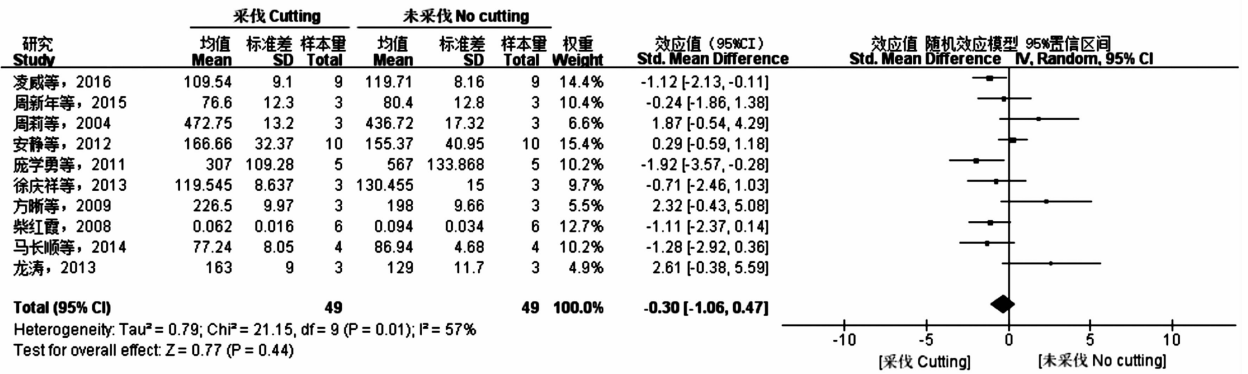 采伐 Cutting 未采伐 No cutting
研究 均值 标准差 样本量 均值 标准差 样本量 权重 效应值（95%CI） 效应值 随机效应模型 95%置信区间
Study Mean SD Total Mean SD Total Weight Std. Mean Difference Std. Mean Difference IV, Random, 95% CI
凌威等，2016 109.54 9.1 9 119.71 8.16 9 14.4% -1.12 [-2.13, -0.11]
周新年等，2015 76.6 12.3 3 80.4 12.8 3 10.4% -0.24 [-1.86, 1.38]
周莉等，2004 472.75 13.2 3 436.72 17.32 3 6.6% 1.87 [-0.54, 4.29]
安静等，2012 166.66 32.37 10 155.37 40.95 10 15.4% 0.29 [-0.59, 1.18]
庞学勇等，2011 307 109.28 5 567 133.868 5 10.2% -1.92 [-3.57, -0.28]
徐庆祥等，2013 119.545 8.637 3 130.455 15 3 9.7% -0.71 [-2.46, 1.03]
方晰等，2009 226.5 9.97 3 198 9.66 3 5.5% 2.32 [-0.43, 5.08]
柴红霞，2008 0.062 0.016 6 0.094 0.034 6 12.7% -1.11 [-2.37, 0.14]
马长顺等，2014 77.24 8.05 4 86.94 4.68 4 10.2% -1.28 [-2.92, 0.36]
龙涛，2013 163 9 3 129 11.7 3 4.9% 2.61 [-0.38, 5.59]
Total (95% CI) 49 49 100.0% -0.30 [-1.06, 0.47]
Heterogeneity: Tau² = 0.79; Chi² = 21.15, df = 9 (P = 0.01); I² = 57%
Test for overall effect: Z = 0.77 (P = 0.44)
-10 -5 0 5 10
[采伐 Cutting] [未采伐 No cutting]